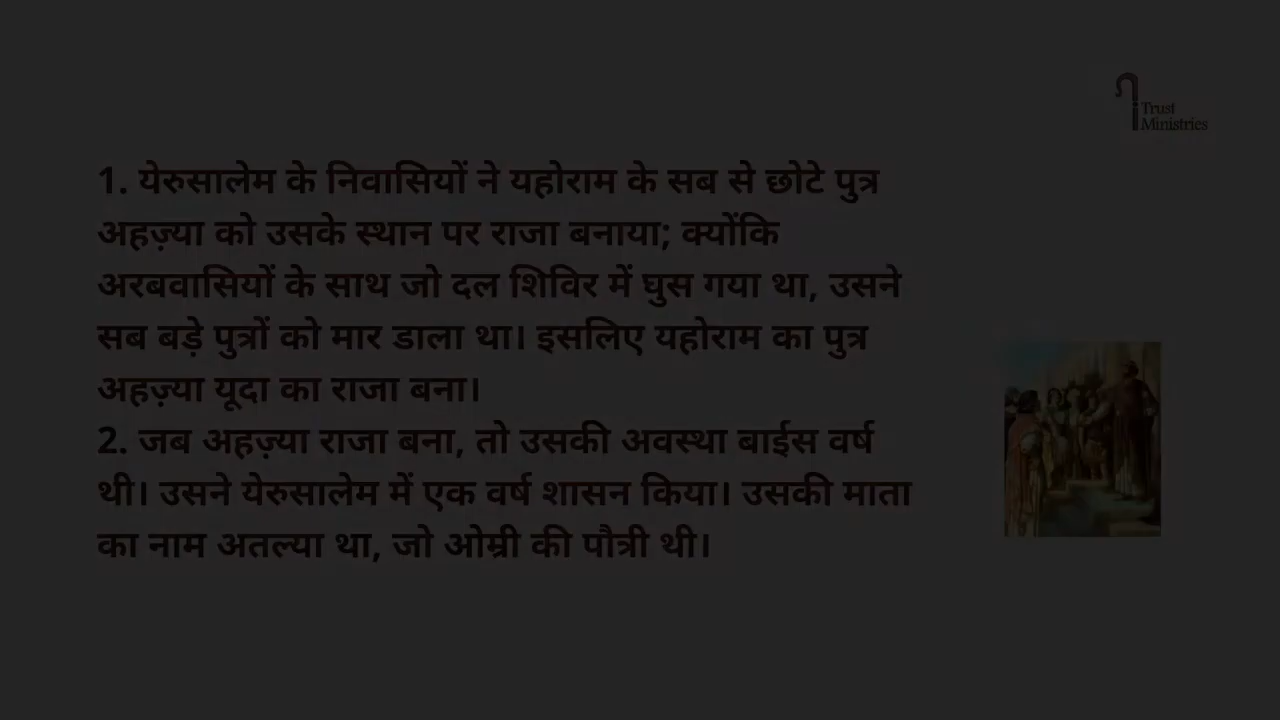 Trust
Ministries
1. येरुसालेम के निवासियों ने यहोराम के सब से छोटे पुत्र
अहज़्या को उसके स्थान पर राजा बनाया; क्योंकि
अरबवासियों के साथ जो दल शिविर में घुस गया था, उसने
सब बड़े पुत्रों को मार डाला था। इसलिए यहोराम का पुत्र
अहज़्या यूदा का राजा बना।
2. जब अहज़्या राजा बना, तो उसकी अवस्था बाईस वर्ष
थी। उसने येरुसालेम में एक वर्ष शासन किया। उसकी माता
का नाम अतल्या था, जो ओम्री की पौत्री थी।